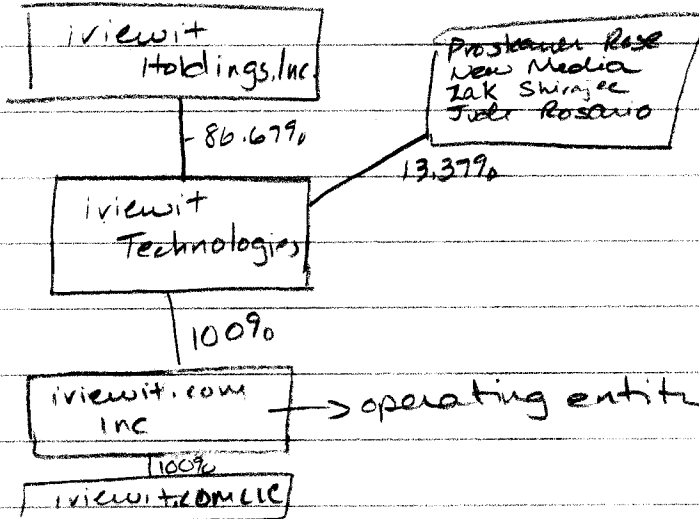 iviewit
Holdings, Inc.
Proskauer Rose
New Media
Zak Shirajee
Jude Rosario
86.67%
13.37%
iviewit
Technologies
100%
iviewit.com
Inc
operating entity
100%
iviewit.COM LLC